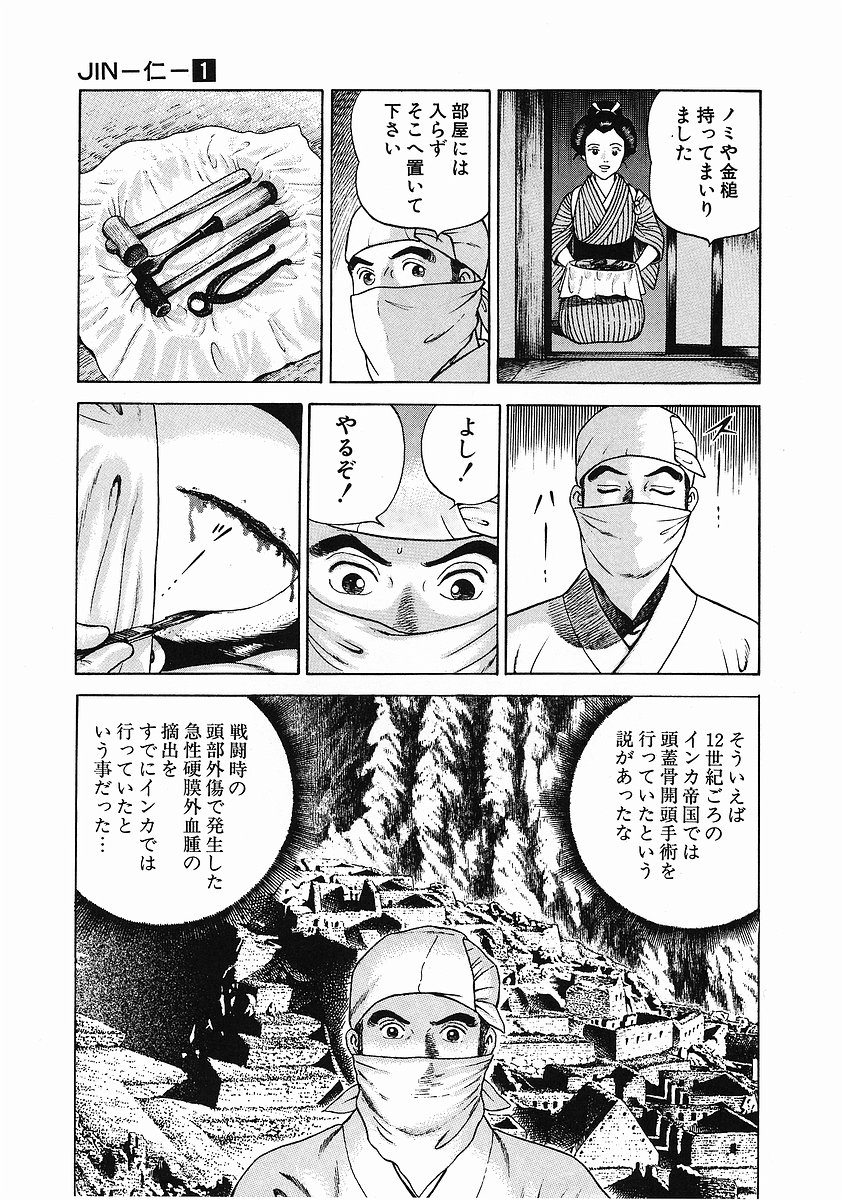 JIN－仁－1
ノミや金槌
持ってまいり
ました
部屋には
入らず
そこへ置いて
下さい
よし！
やるぞ！
そういえば
12世紀ごろの
インカ帝国では
頭蓋骨開頭手術を
行っていたという
説があったな
戦闘時の
頭部外傷で発生した
急性硬膜外血腫の
摘出を
すでにインカでは
行っていたと
いう事だった…